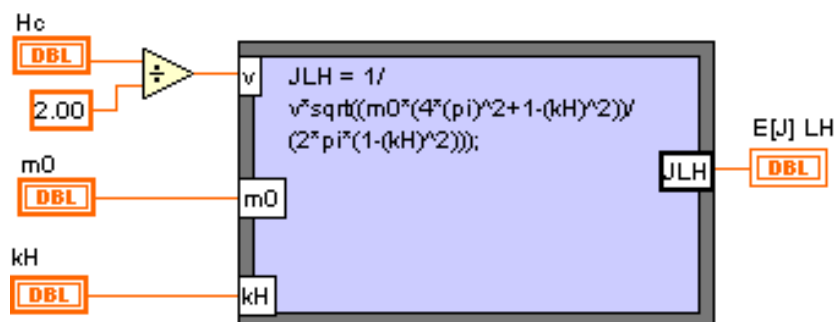 Hc
DBL
÷
2.00
v
JLH = 1/
v*sqrt((m0*(4*(pi)^2+1-(kH)^2))/
(2*pi*(1-(kH)^2)));
m0
DBL
m0
kH
DBL
kH
JLH
E[J] LH
DBL